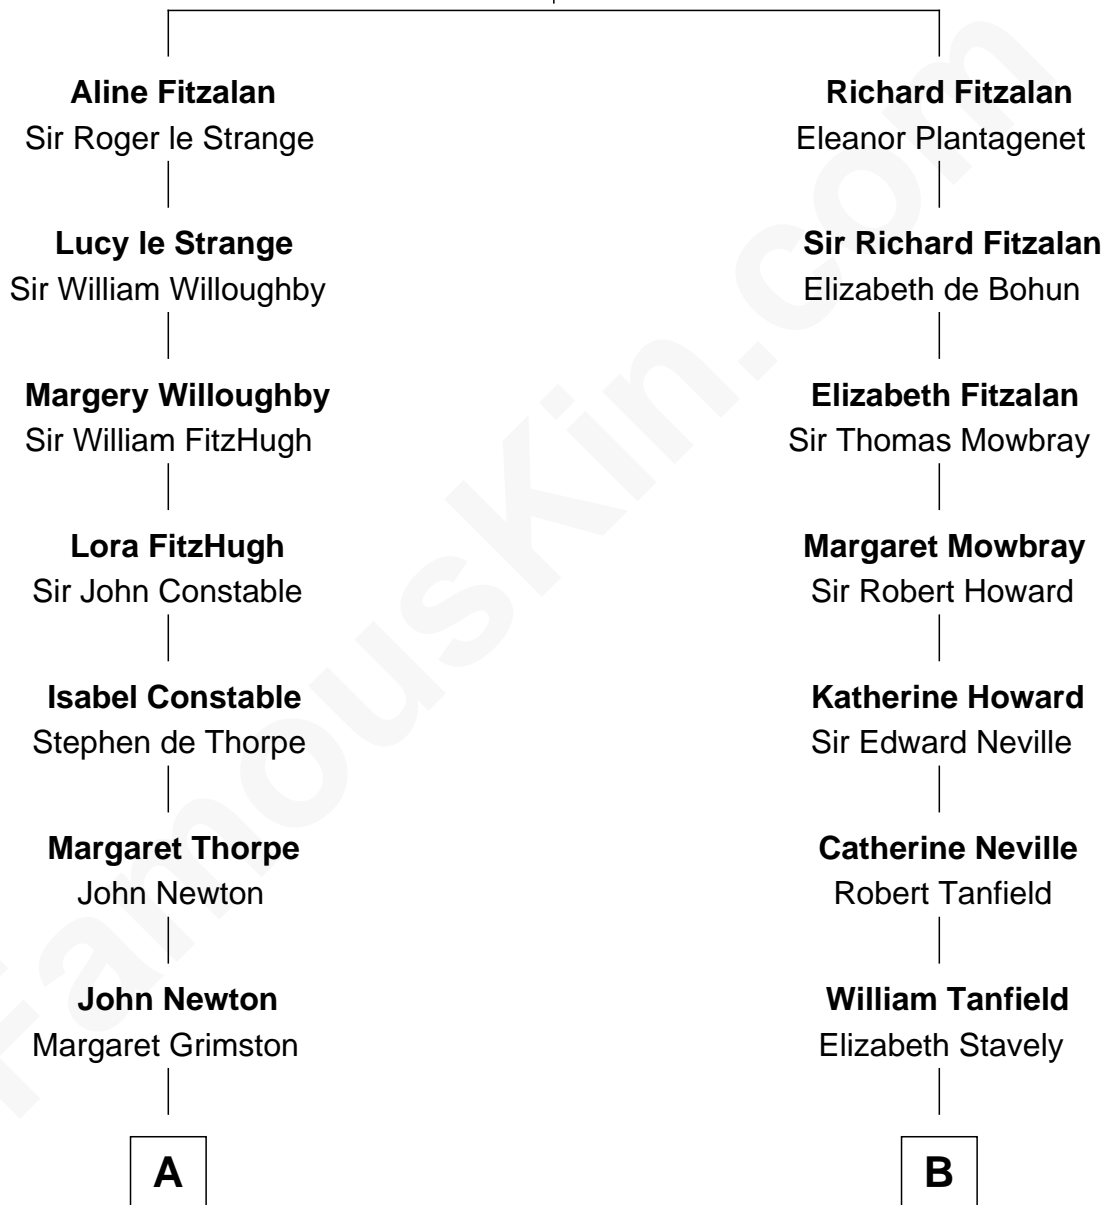 Aline Fitzalan
Sir Roger le Strange
Lucy le Strange
Sir William Willoughby
Margery Willoughby
Sir William FitzHugh
Lora FitzHugh
Sir John Constable
Isabel Constable
Stephen de Thorpe
Margaret Thorpe
John Newton
John Newton
Margaret Grimston
A
Richard Fitzalan
Eleanor Plantagenet
Sir Richard Fitzalan
Elizabeth de Bohun
Elizabeth Fitzalan
Sir Thomas Mowbray
Margaret Mowbray
Sir Robert Howard
Katherine Howard
Sir Edward Neville
Catherine Neville
Robert Tanfield
William Tanfield
Elizabeth Stavely
B
FamousKin.com